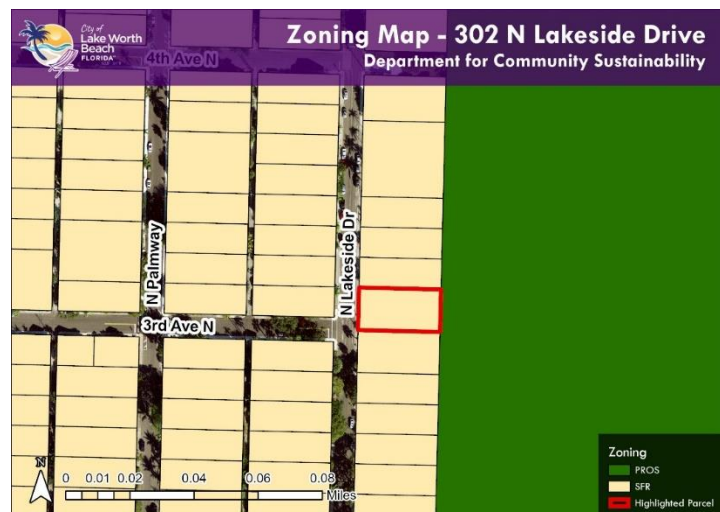 City of
Lake Worth
Beach
FLORIDA
Zoning Map - 302 N Lakeside Drive
Department for Community Sustainability
4th Ave N
N Palmway
N Lakeside Dr
3rd Ave N
N
0 0.01 0.02 0.04 0.06 0.08
Miles
Zoning
PROS
SFR
Highlighted Parcel